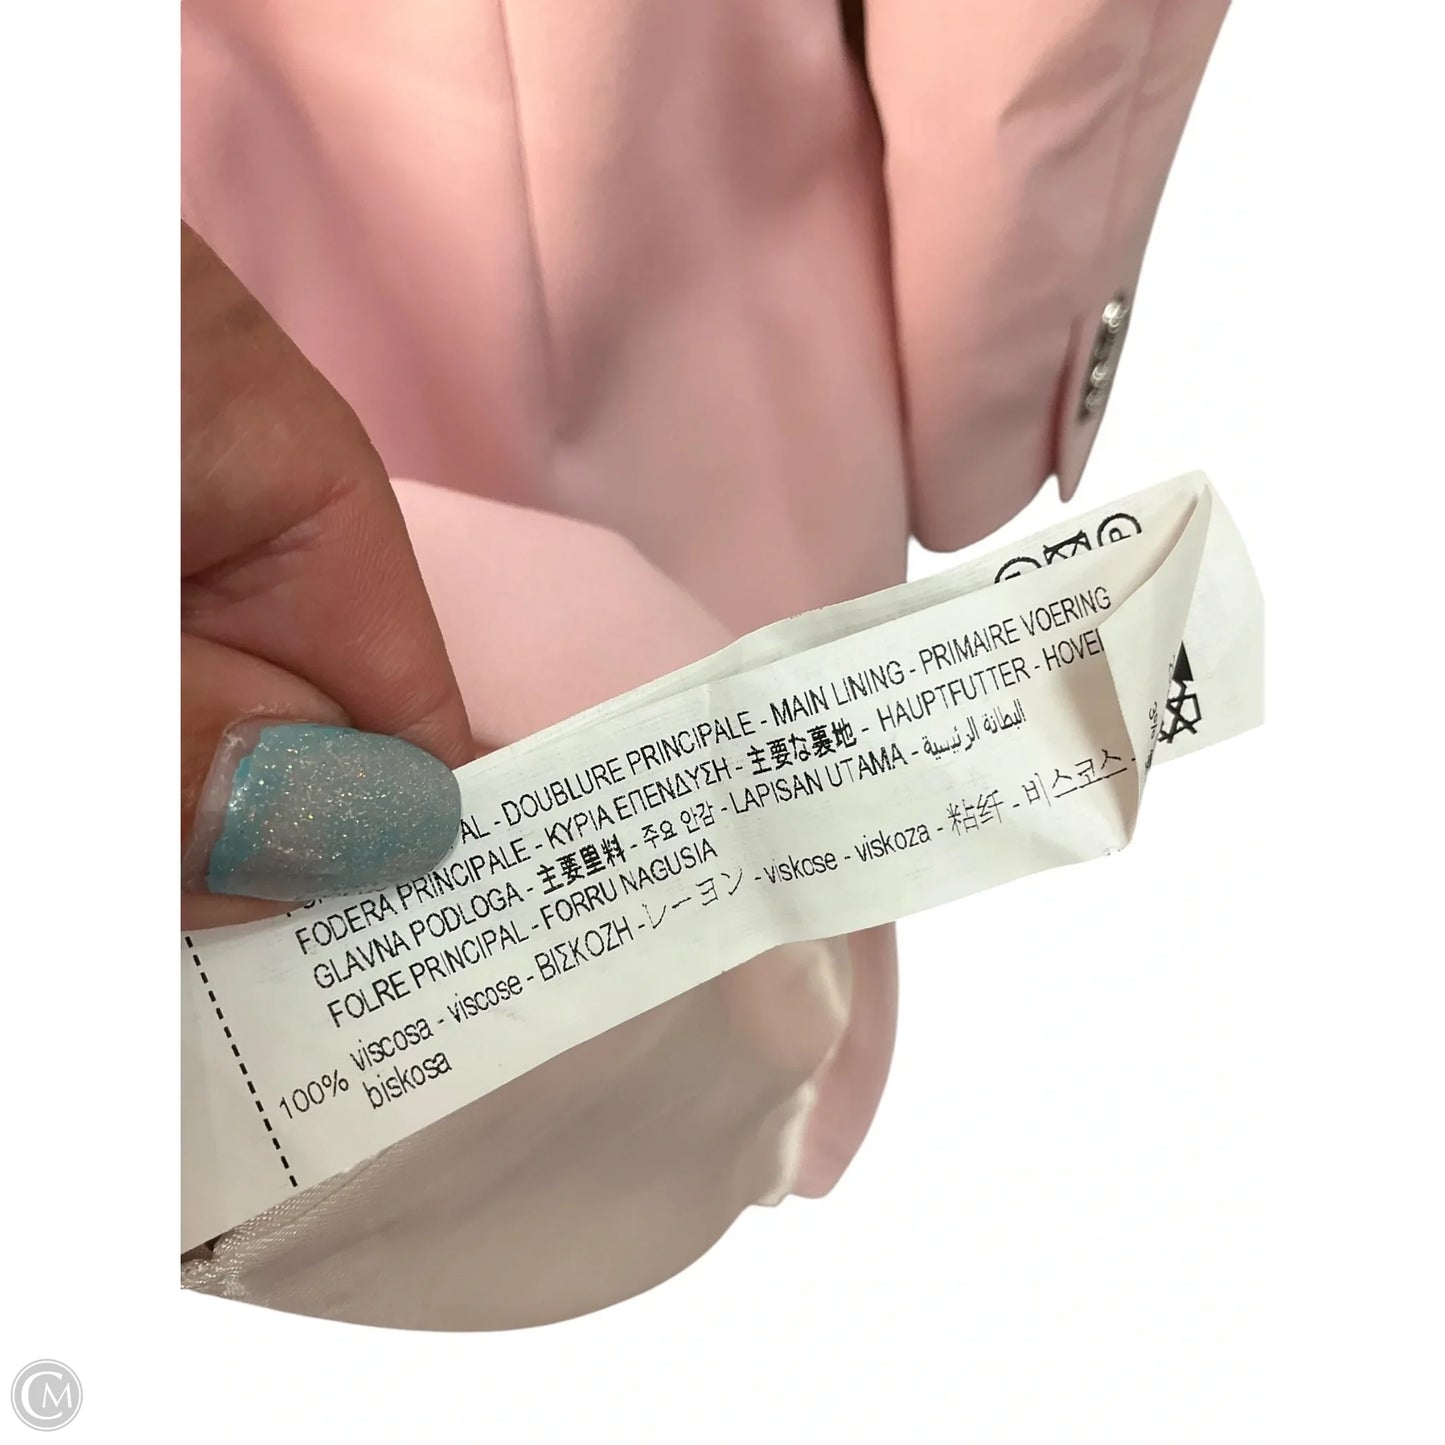 AL - DOUBLURE PRINCIPALE - MAIN LINING - PRIMAIRE VOERING
FODERA PRINCIPALE - ΚΥΡΙΑ ΕΠΕΝΔΥΣΗ - 主要な裏地 - HAUPTFUTTER - HOVE
GLAVNA PODLOGA - 主要里料 - 주요 안감 - LAPISAN UTAMA - البطانة الرئيسية
FOLRE PRINCIPAL - FORRU NAGUSIA
100% viscosa - viscose - ΒΙΣΚΟΖΗ - レーヨン - viskose - viskoza - 粘纤 - 비스코스 -
biskosa
P
CM